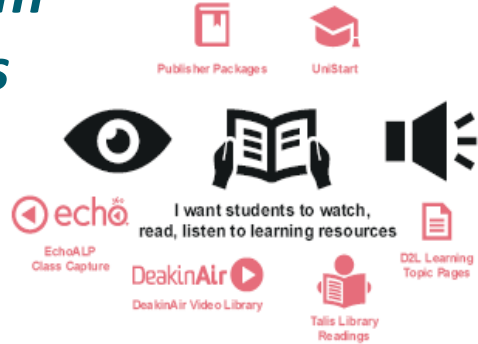 Publisher Packages
UniStart
I want students to watch,
read, listen to learning resources
echo360
EchoALP
Class Capture
DeakinAir
DeakinAir Video Library
Talis Library
Readings
D2L Learning
Topic Pages